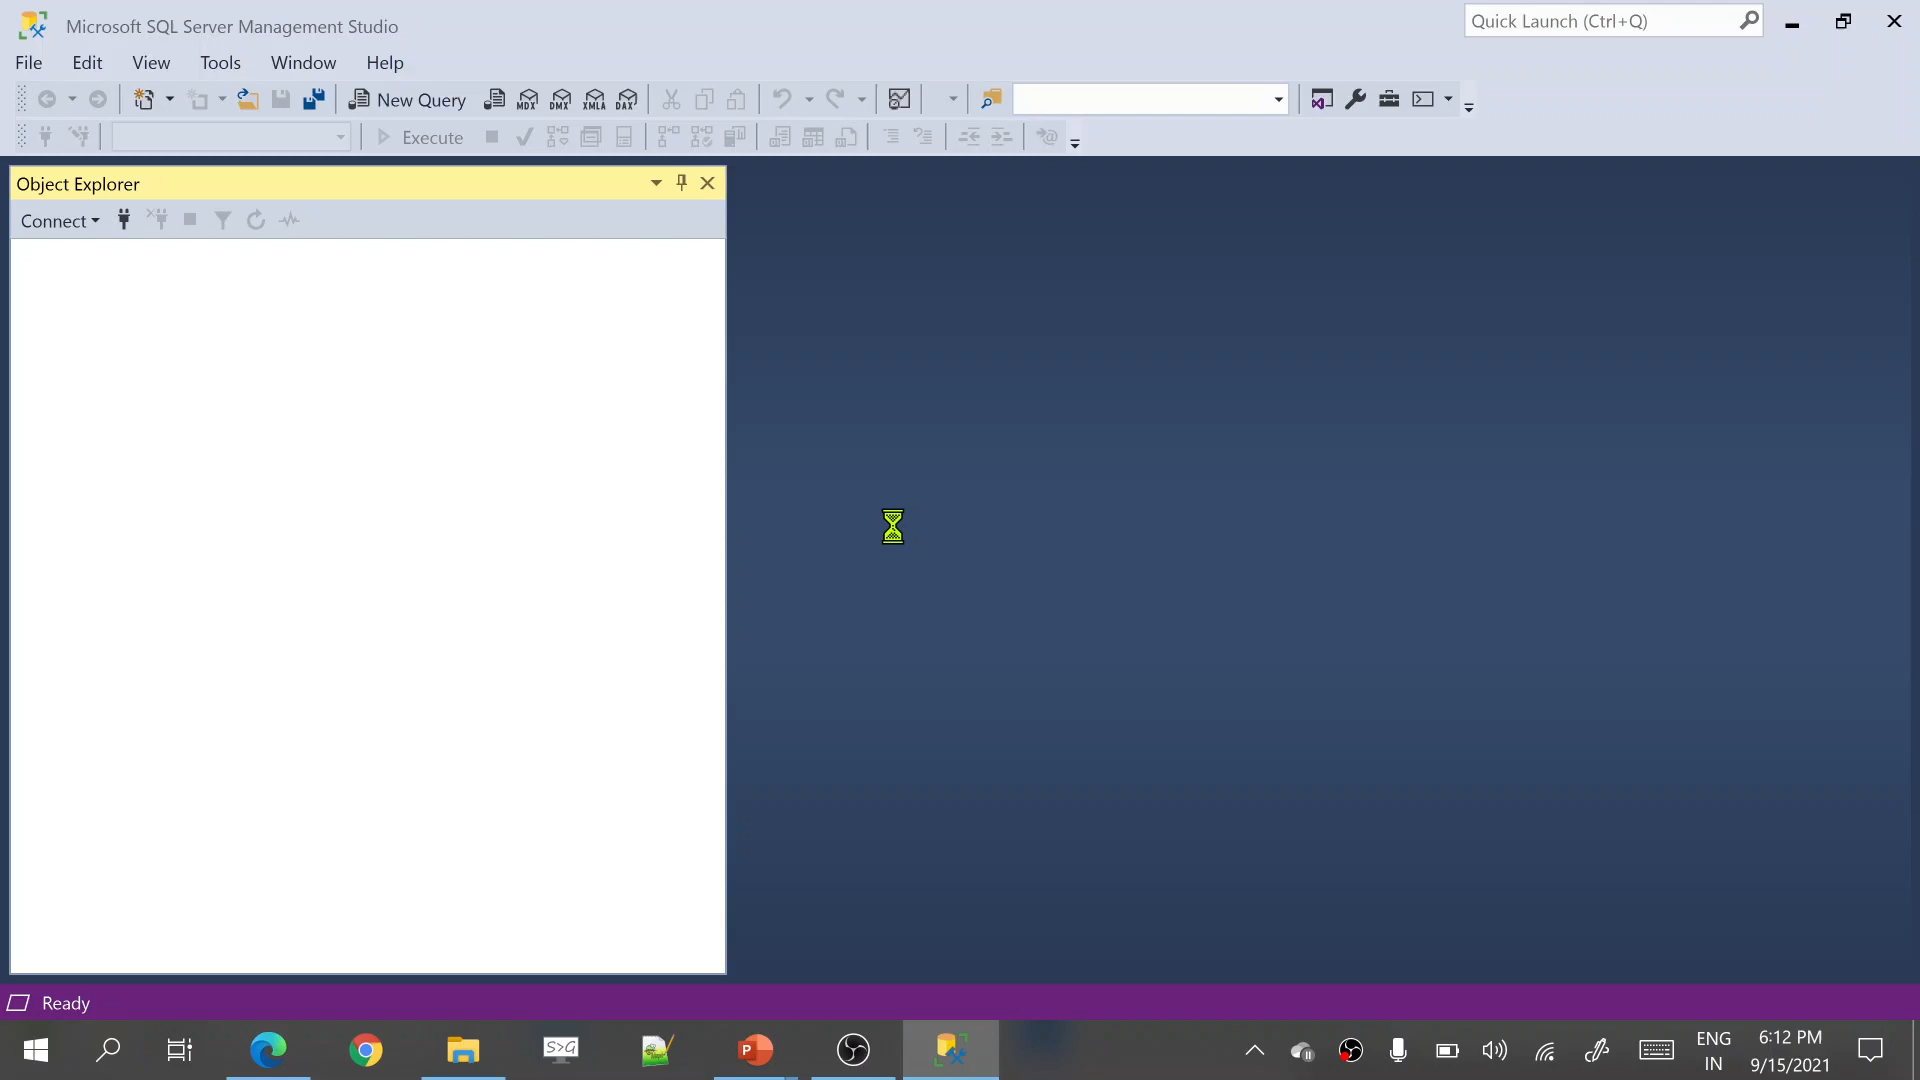 Microsoft SQL Server Management Studio
Quick Launch (Ctrl+Q)
File Edit View Tools Window Help
New Query MDX DMX XMLA DAX
Execute
Object Explorer
Connect
Ready
S>G
P
ENG
IN
6:12 PM
9/15/2021